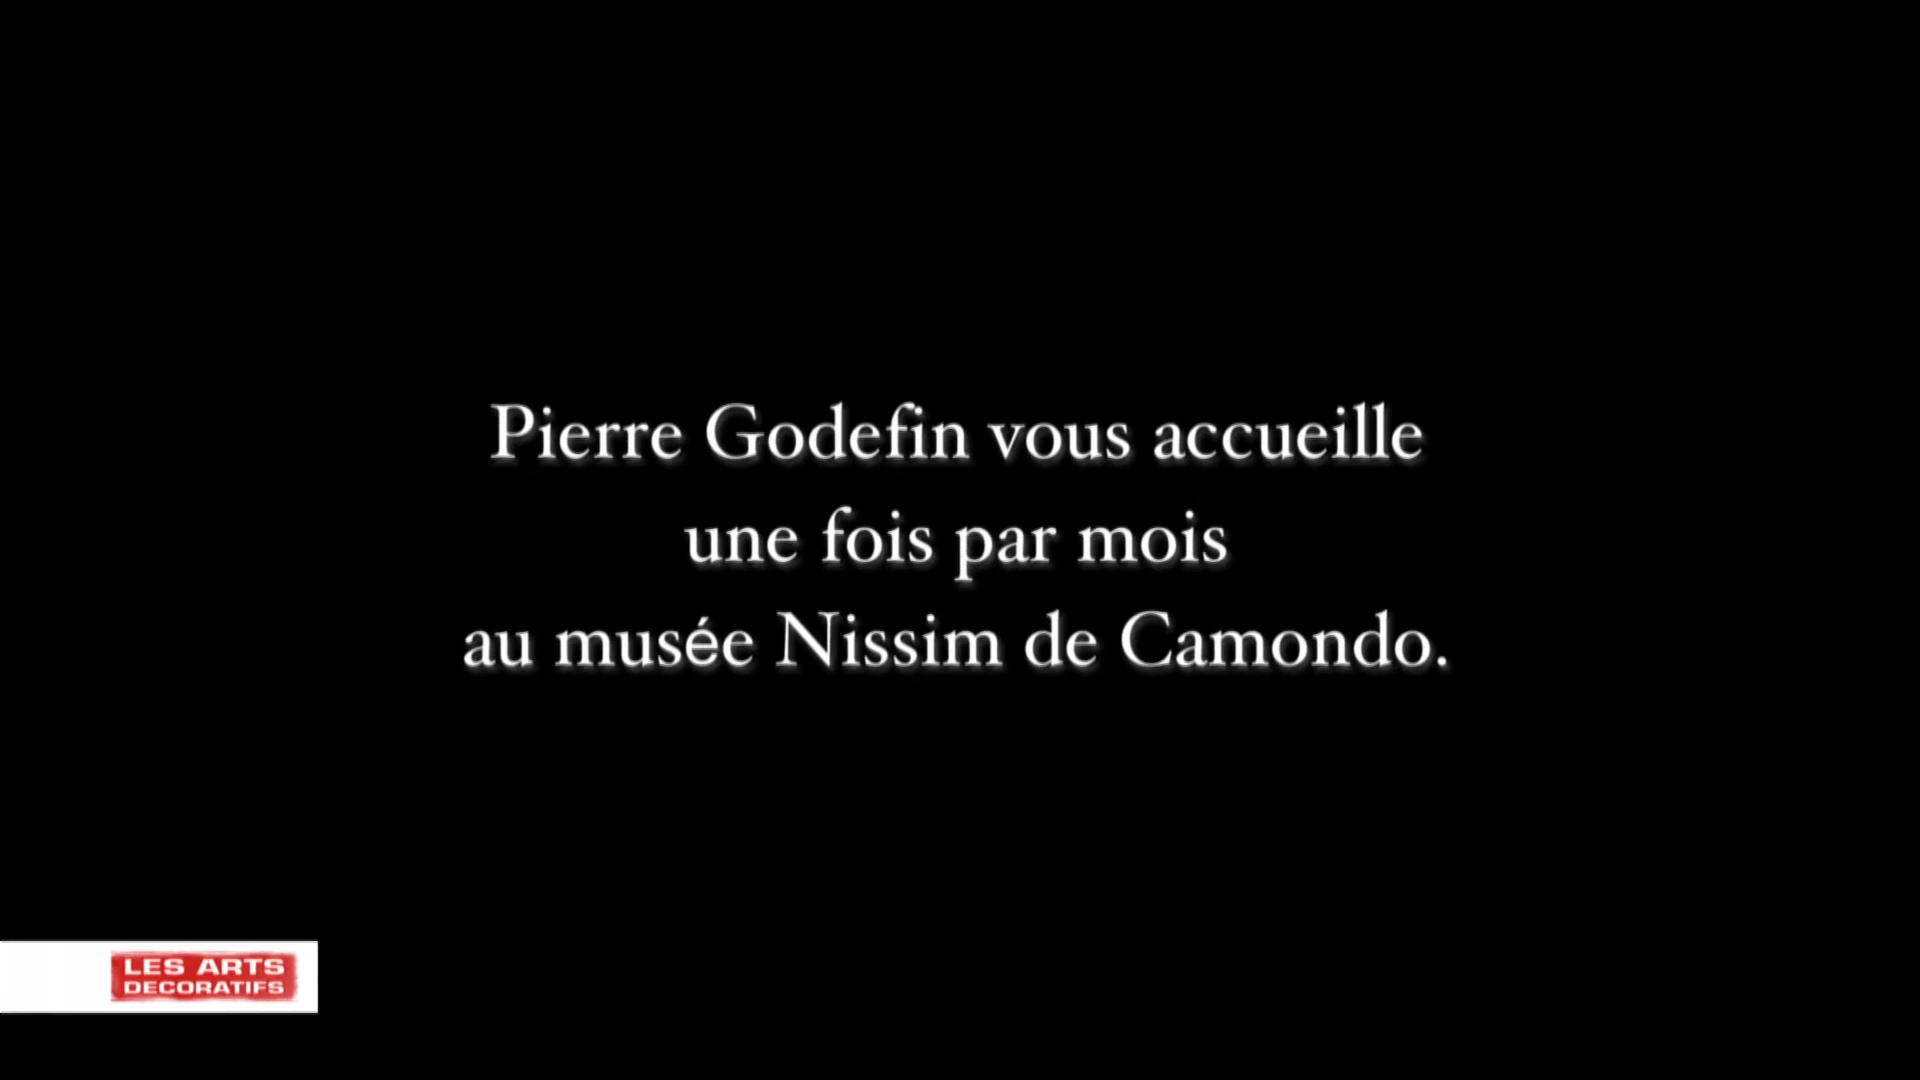 Pierre Godefin vous accueille
une fois par mois
au musée Nissim de Camondo.
LES ARTS
DECORATIFS